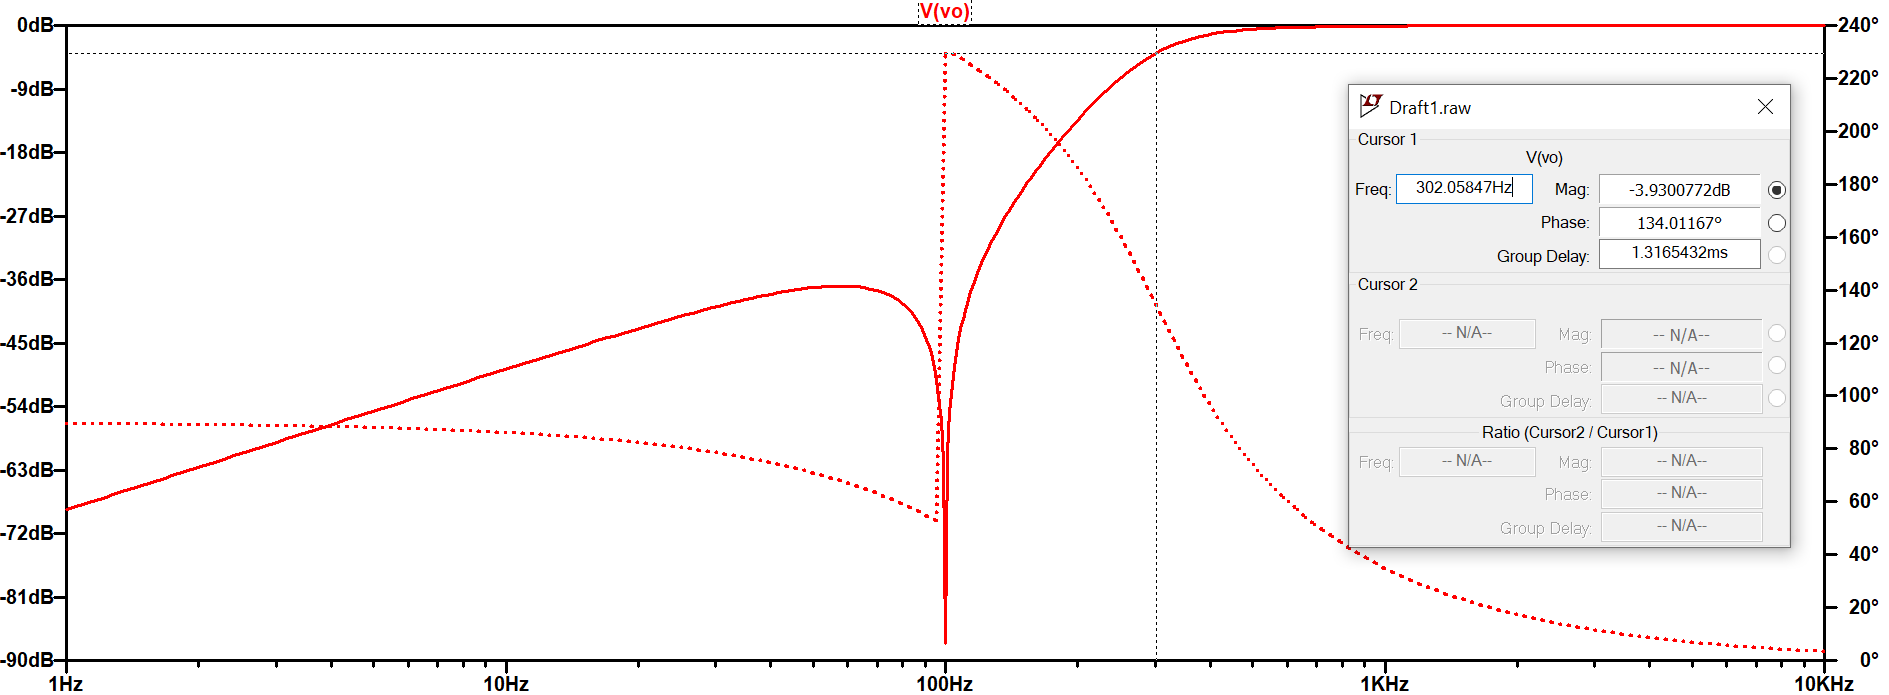 V(vo)
0dB
-9dB
-18dB
-27dB
-36dB
-45dB
-54dB
-63dB
-72dB
-81dB
-90dB
240°
220°
200°
180°
160°
140°
120°
100°
80°
60°
40°
20°
0°
1Hz
10Hz
100Hz
1KHz
10KHz
Draft1.raw
Cursor 1
V(vo)
Freq: 302.05847Hz Mag: -3.9300772dB
Phase: 134.01167°
Group Delay: 1.3165432ms
Cursor 2
Freq: -- N/A-- Mag: -- N/A--
Phase: -- N/A--
Group Delay: -- N/A--
Ratio (Cursor2 / Cursor1)
Freq: -- N/A-- Mag: -- N/A--
Phase: -- N/A--
Group Delay: -- N/A--